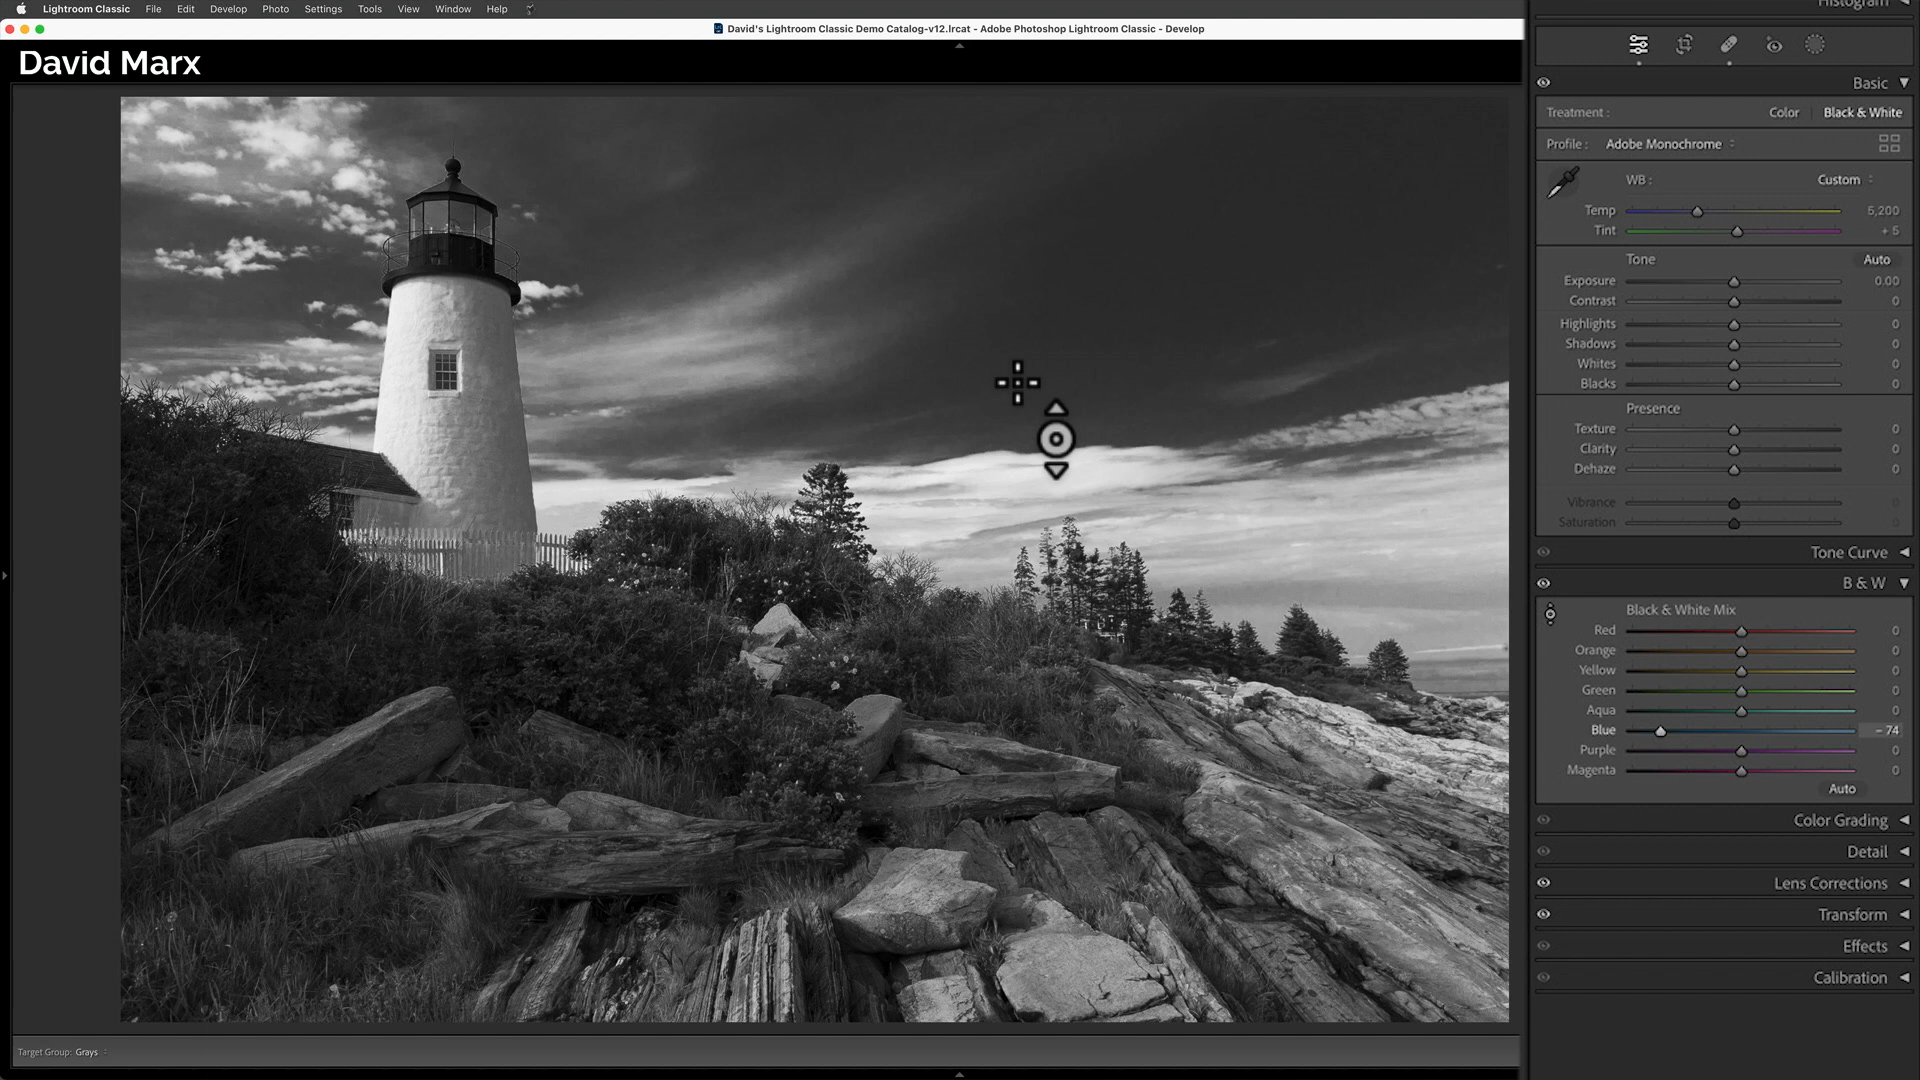 Lightroom Classic File Edit Develop Photo Settings Tools View Window Help
David's Lightroom Classic Demo Catalog-v12.lrcat - Adobe Photoshop Lightroom Classic - Develop
David Marx
Histogram
Basic
Treatment : Color Black & White
Profile : Adobe Monochrome
WB : Custom
Temp 5,200
Tint + 5
Tone Auto
Exposure 0.00
Contrast 0
Highlights 0
Shadows 0
Whites 0
Blacks 0
Presence
Texture 0
Clarity 0
Dehaze 0
Vibrance 0
Saturation 0
Tone Curve
B & W
Black & White Mix
Red 0
Orange 0
Yellow 0
Green 0
Aqua 0
Blue - 74
Purple 0
Magenta 0
Auto
Color Grading
Detail
Lens Corrections
Transform
Effects
Calibration
Target Group: Grays